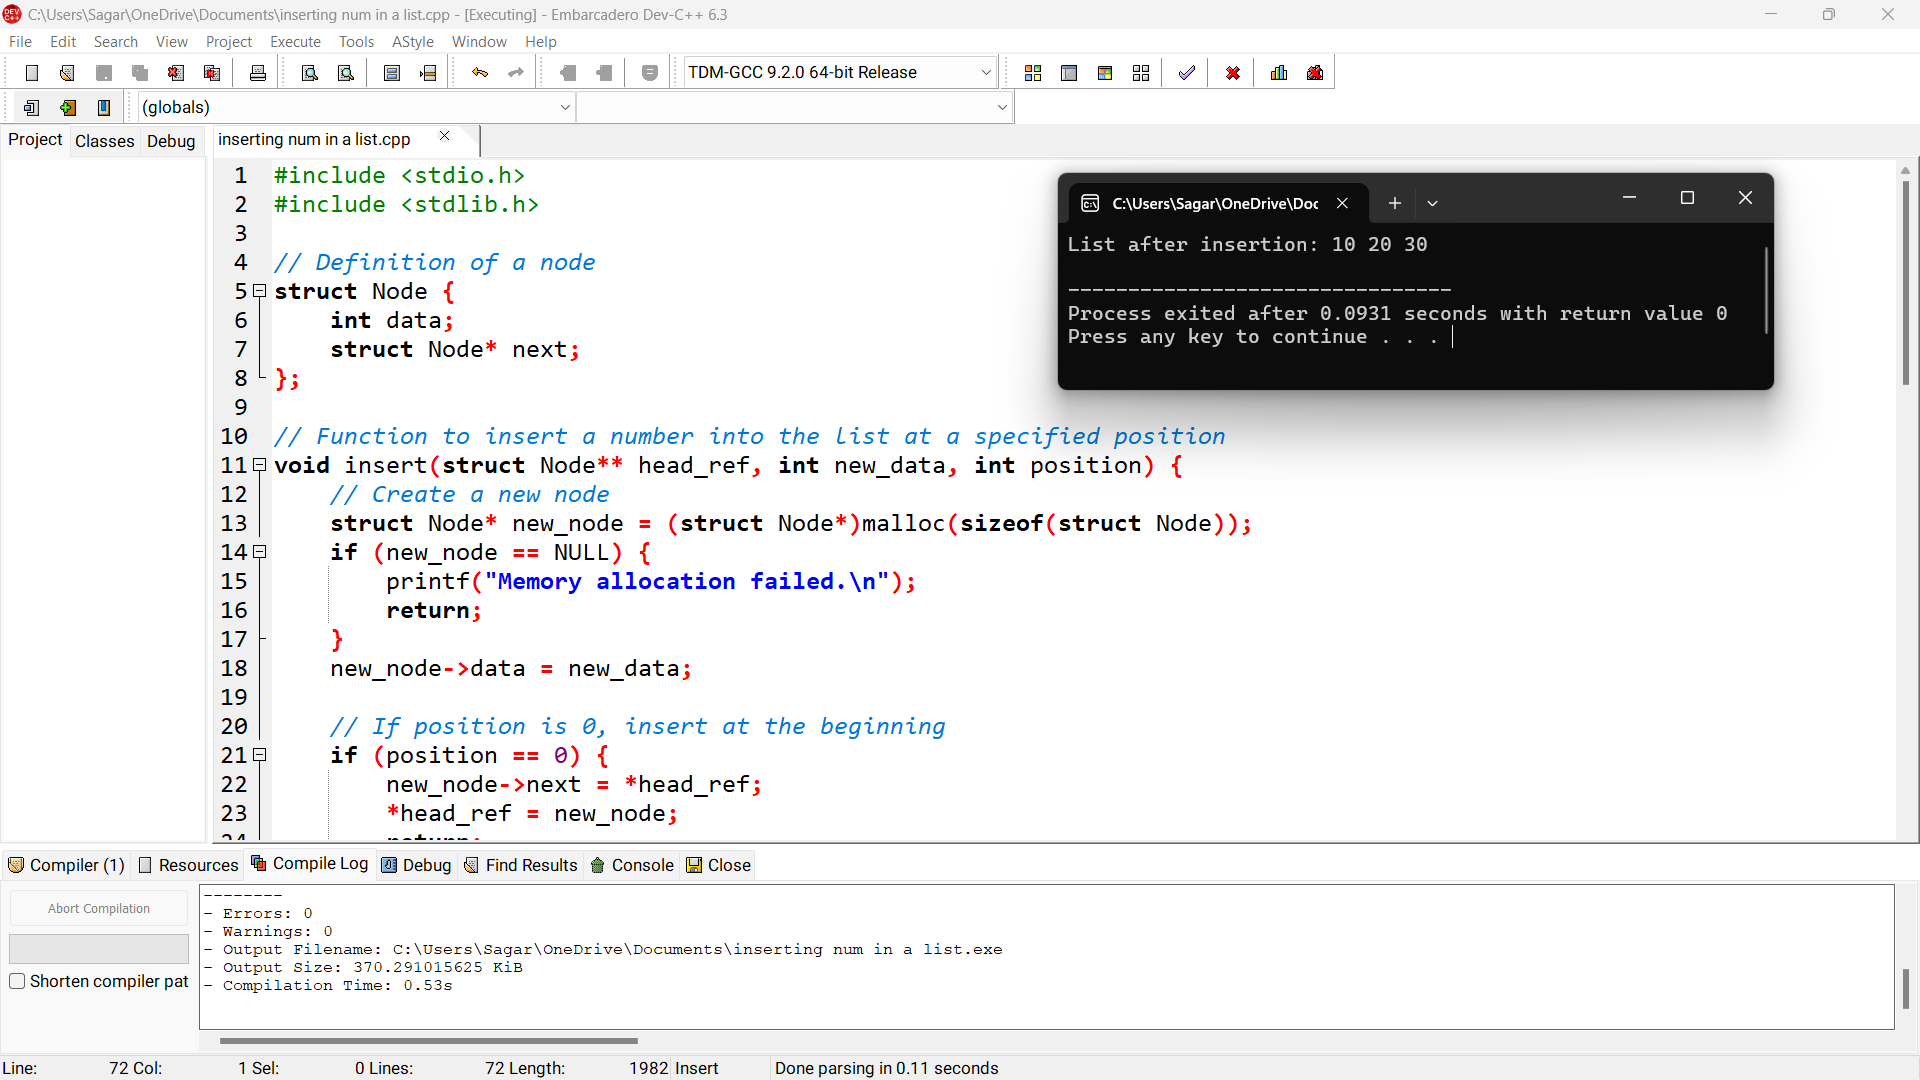 C:\Users\Sagar\OneDrive\Documents\inserting num in a list.cpp - [Executing] - Embarcadero Dev-C++ 6.3
File Edit Search View Project Execute Tools AStyle Window Help
TDM-GCC 9.2.0 64-bit Release
(globals)
Project Classes Debug
inserting num in a list.cpp
1 #include <stdio.h>
2 #include <stdlib.h>
3
4 // Definition of a node
5 struct Node {
6 int data;
7 struct Node* next;
8 };
9
10 // Function to insert a number into the list at a specified position
11 void insert(struct Node** head_ref, int new_data, int position) {
12 // Create a new node
13 struct Node* new_node = (struct Node*)malloc(sizeof(struct Node));
14 if (new_node == NULL) {
15 printf("Memory allocation failed.\n");
16 return;
17 }
18 new_node->data = new_data;
19
20 // If position is 0, insert at the beginning
21 if (position == 0) {
22 new_node->next = *head_ref;
23 *head_ref = new_node;
24 return;
C:\Users\Sagar\OneDrive\Doc
List after insertion: 10 20 30
--------------------------------
Process exited after 0.0931 seconds with return value 0
Press any key to continue . . .
Compiler (1) Resources Compile Log Debug Find Results Console Close
Abort Compilation
Shorten compiler pat
--------
- Errors: 0
- Warnings: 0
- Output Filename: C:\Users\Sagar\OneDrive\Documents\inserting num in a list.exe
- Output Size: 370.291015625 KiB
- Compilation Time: 0.53s
Line: 72 Col: 1 Sel: 0 Lines: 72 Length: 1982 Insert Done parsing in 0.11 seconds